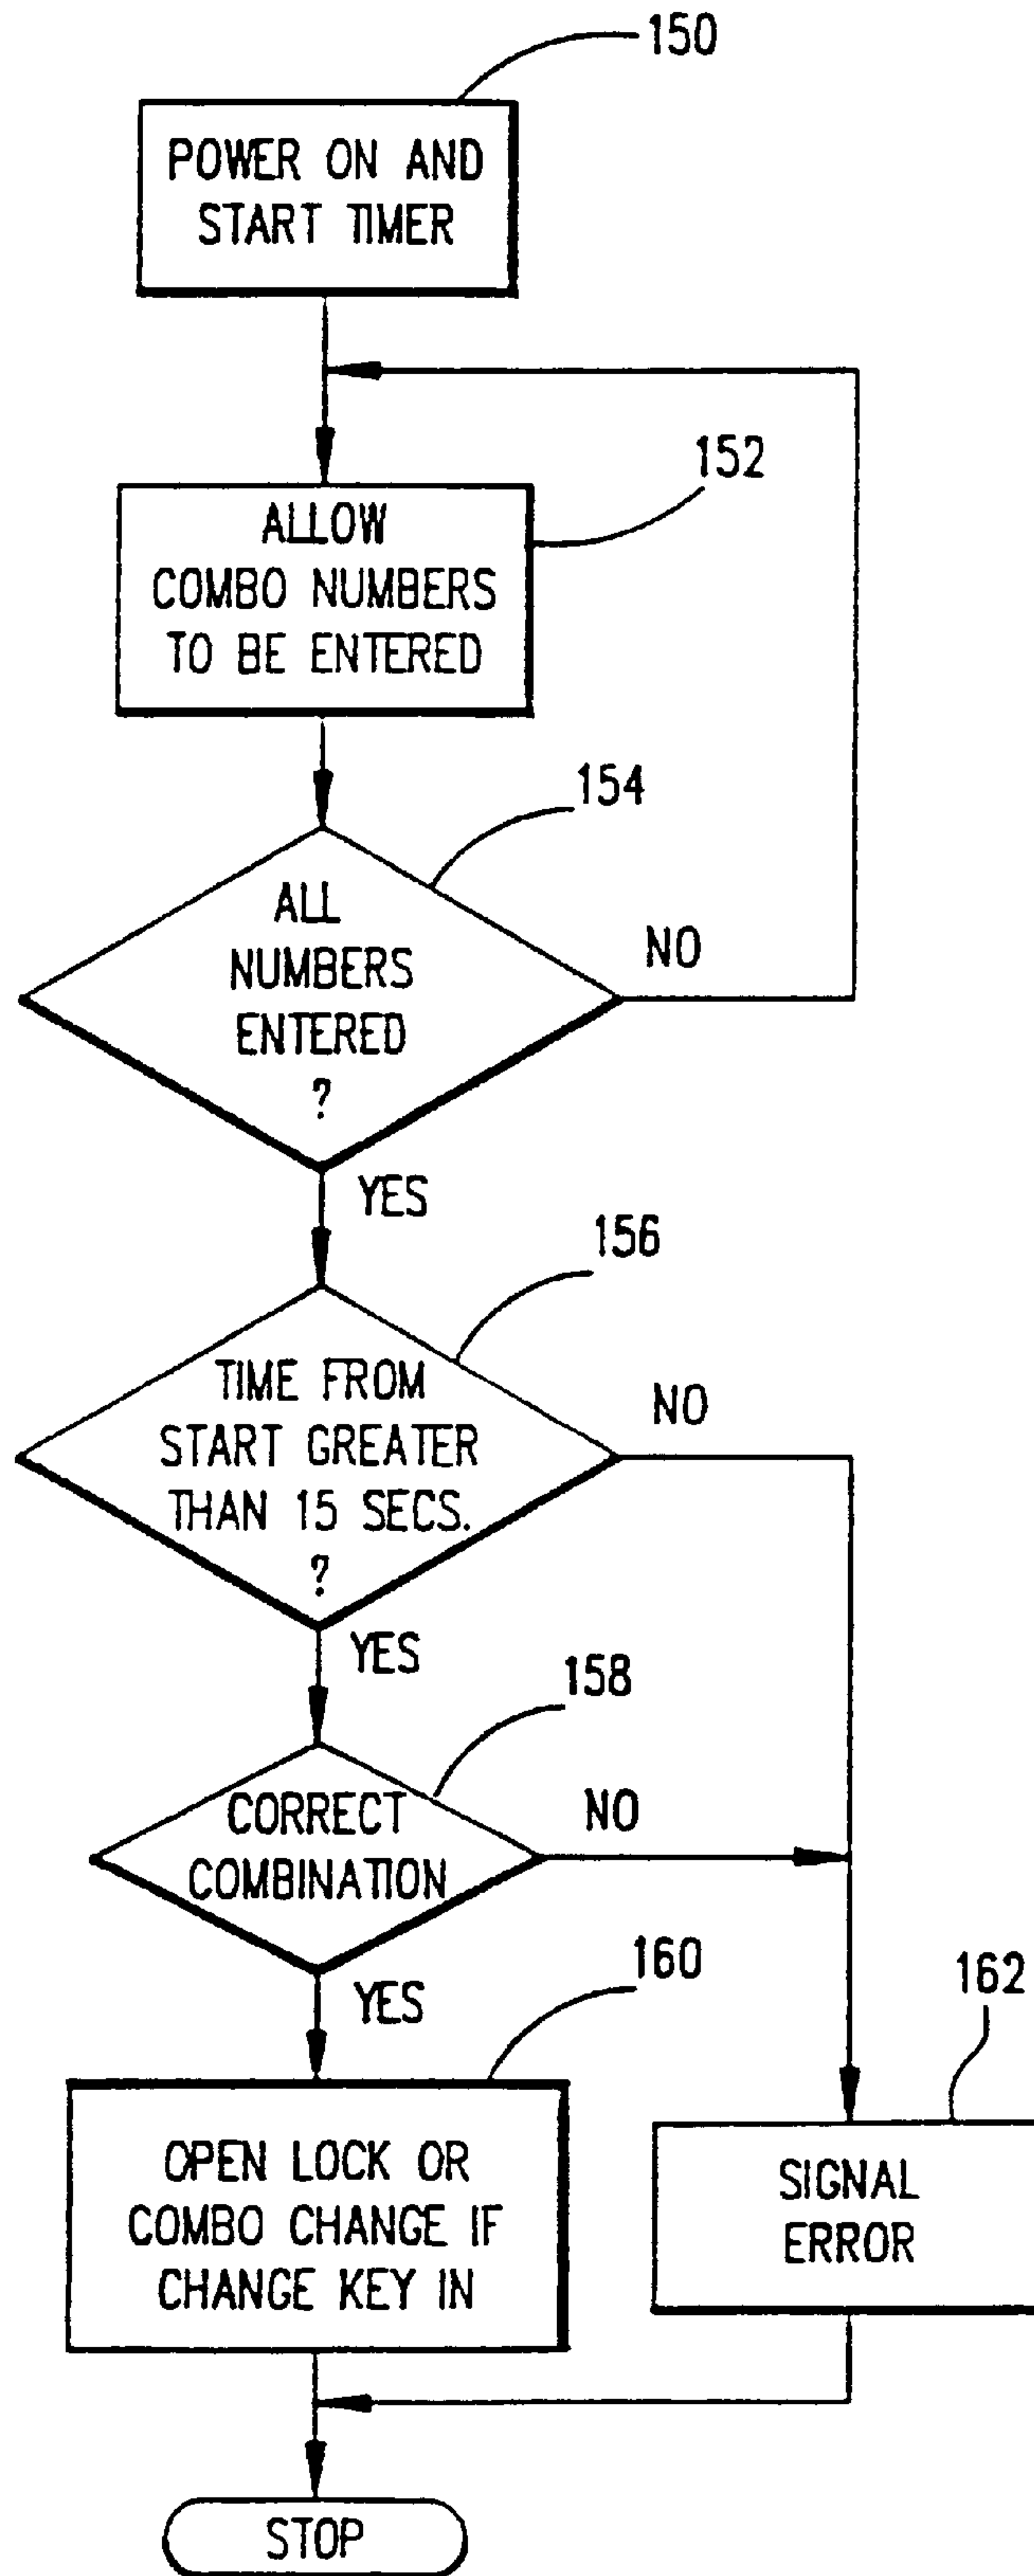 150
POWER ON AND
START TIMER
152
ALLOW
COMBO NUMBERS
TO BE ENTERED
154
ALL
NUMBERS
ENTERED
?
NO
YES
156
TIME FROM
START GREATER
THAN 15 SECS.
?
NO
YES
158
CORRECT
COMBINATION
NO
YES
160
OPEN LOCK OR
COMBO CHANGE IF
CHANGE KEY IN
162
SIGNAL
ERROR
STOP